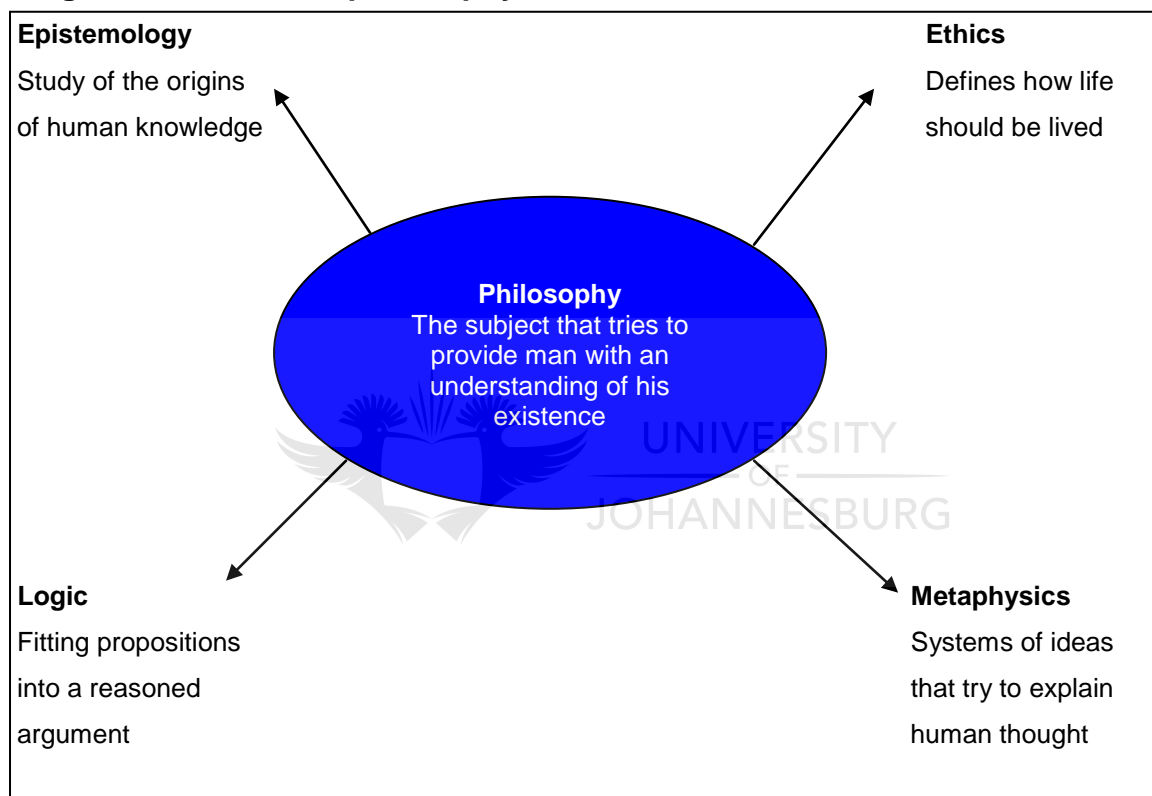 Epistemology
Study of the origins
of human knowledge
Ethics
Defines how life
should be lived
Philosophy
The subject that tries to
provide man with an
understanding of his
existence
UNIVERSITY
OF
JOHANNESBURG
Logic
Fitting propositions
into a reasoned
argument
Metaphysics
Systems of ideas
that try to explain
human thought